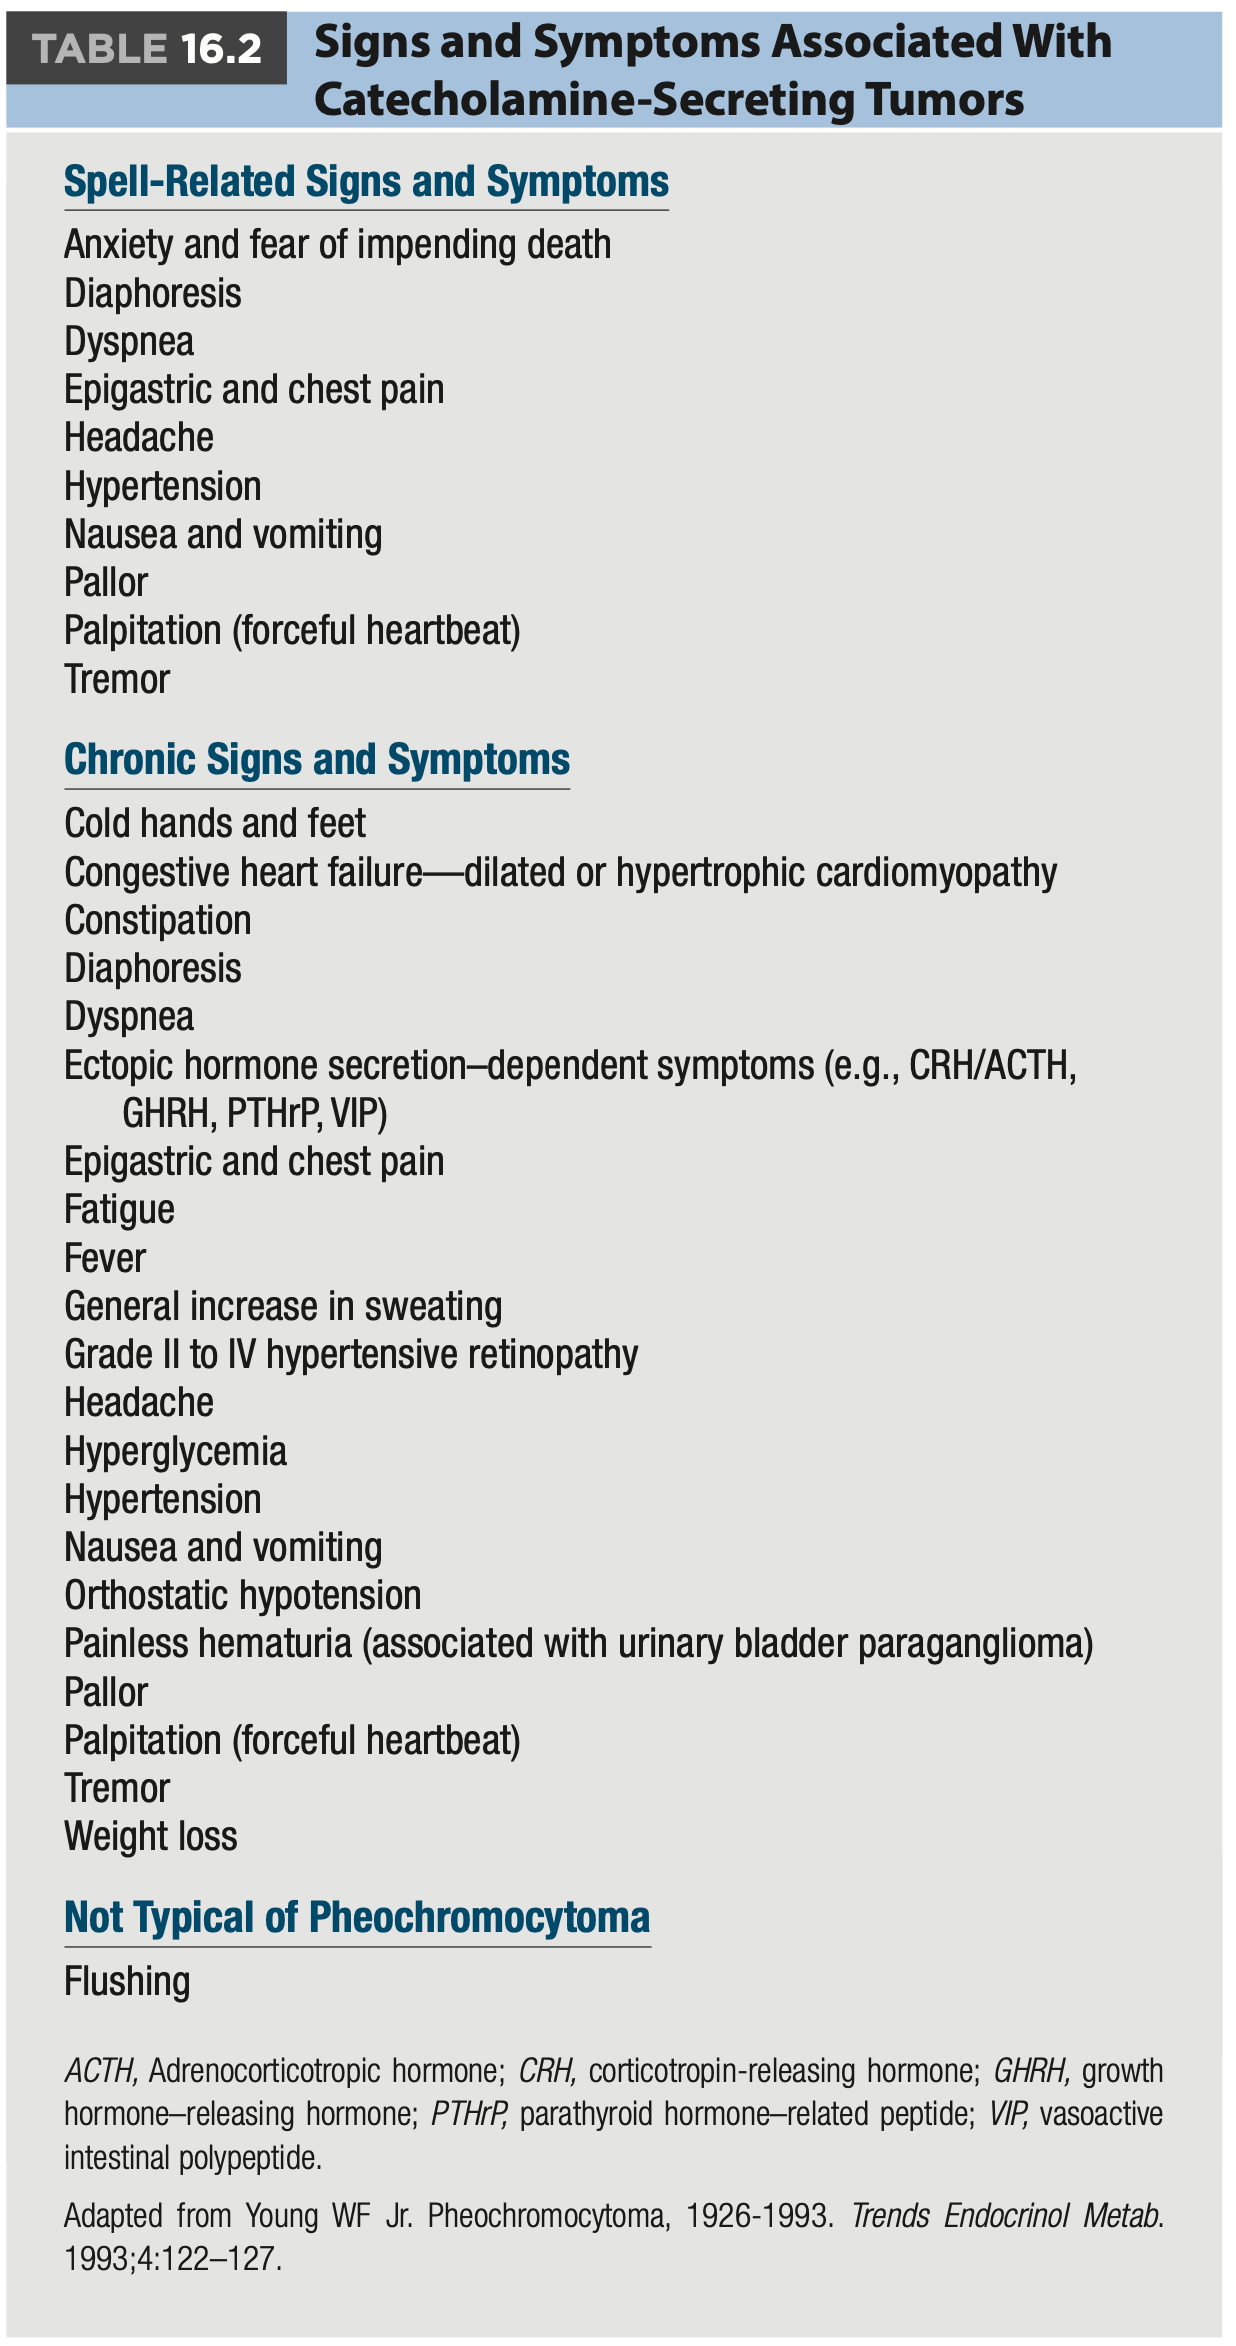 TABLE 16.2
Signs and Symptoms Associated With
Catecholamine-Secreting Tumors
Spell-Related Signs and Symptoms
Anxiety and fear of impending death
Diaphoresis
Dyspnea
Epigastric and chest pain
Headache
Hypertension
Nausea and vomiting
Pallor
Palpitation (forceful heartbeat)
Tremor
Chronic Signs and Symptoms
Cold hands and feet
Congestive heart failure—dilated or hypertrophic cardiomyopathy
Constipation
Diaphoresis
Dyspnea
Ectopic hormone secretion–dependent symptoms (e.g., CRH/ACTH,
GHRH, PTHrP, VIP)
Epigastric and chest pain
Fatigue
Fever
General increase in sweating
Grade II to IV hypertensive retinopathy
Headache
Hyperglycemia
Hypertension
Nausea and vomiting
Orthostatic hypotension
Painless hematuria (associated with urinary bladder paraganglioma)
Pallor
Palpitation (forceful heartbeat)
Tremor
Weight loss
Not Typical of Pheochromocytoma
Flushing
ACTH, Adrenocorticotropic hormone; CRH, corticotropin-releasing hormone; GHRH, growth
hormone–releasing hormone; PTHrP, parathyroid hormone–related peptide; VIP, vasoactive
intestinal polypeptide.
Adapted from Young WF Jr. Pheochromocytoma, 1926-1993. Trends Endocrinol Metab.
1993;4:122–127.